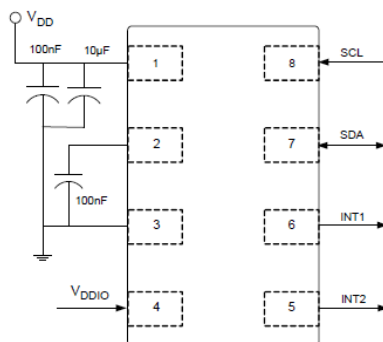 VDD
100nF 10µF
1
8
SCL
2
7
SDA
100nF
3
6
INT1
VDDIO
4
5
INT2